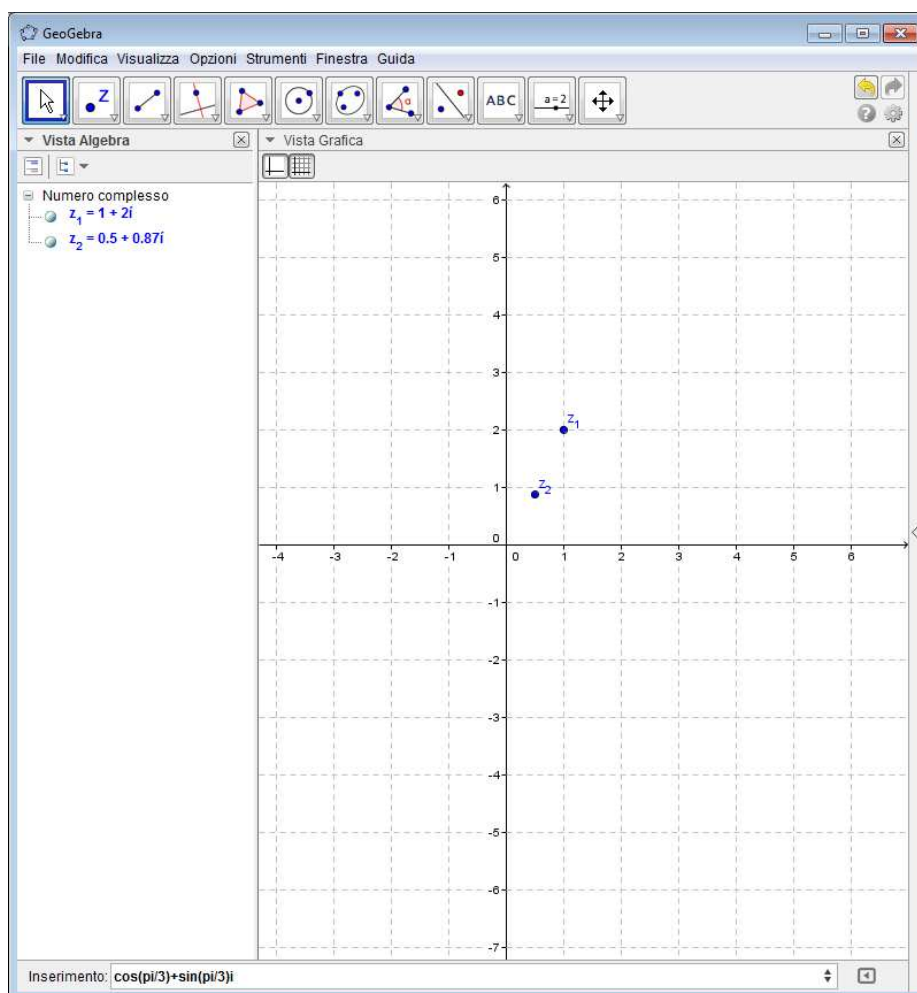 GeoGebra
File Modifica Visualizza Opzioni Strumenti Finestra Guida
Z α ABC a=2
Vista Algebra
Vista Grafica
Numero complesso
z₁ = 1 + 2í
z₂ = 0.5 + 0.87í
6
5
4
3
z₁
2
z₂
1
0
-4 -3 -2 -1 0 1 2 3 4 5 6
-1
-2
-3
-4
-5
-6
-7
Inserimento: cos(pi/3)+sin(pi/3)i